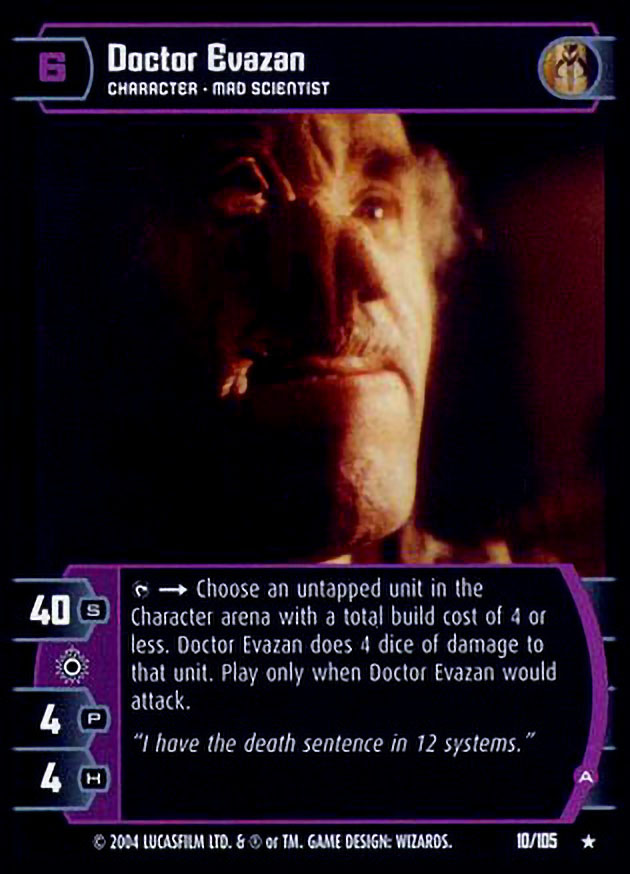 6
Doctor Evazan
CHARACTER · MAD SCIENTIST
→ Choose an untapped unit in the
Character arena with a total build cost of 4 or
less. Doctor Evazan does 4 dice of damage to
that unit. Play only when Doctor Evazan would
attack.
"I have the death sentence in 12 systems."
40 S
4 P
4 H
A
© 2004 LUCASFILM LTD. & ® or TM. GAME DESIGN: WIZARDS.
10/105 ★